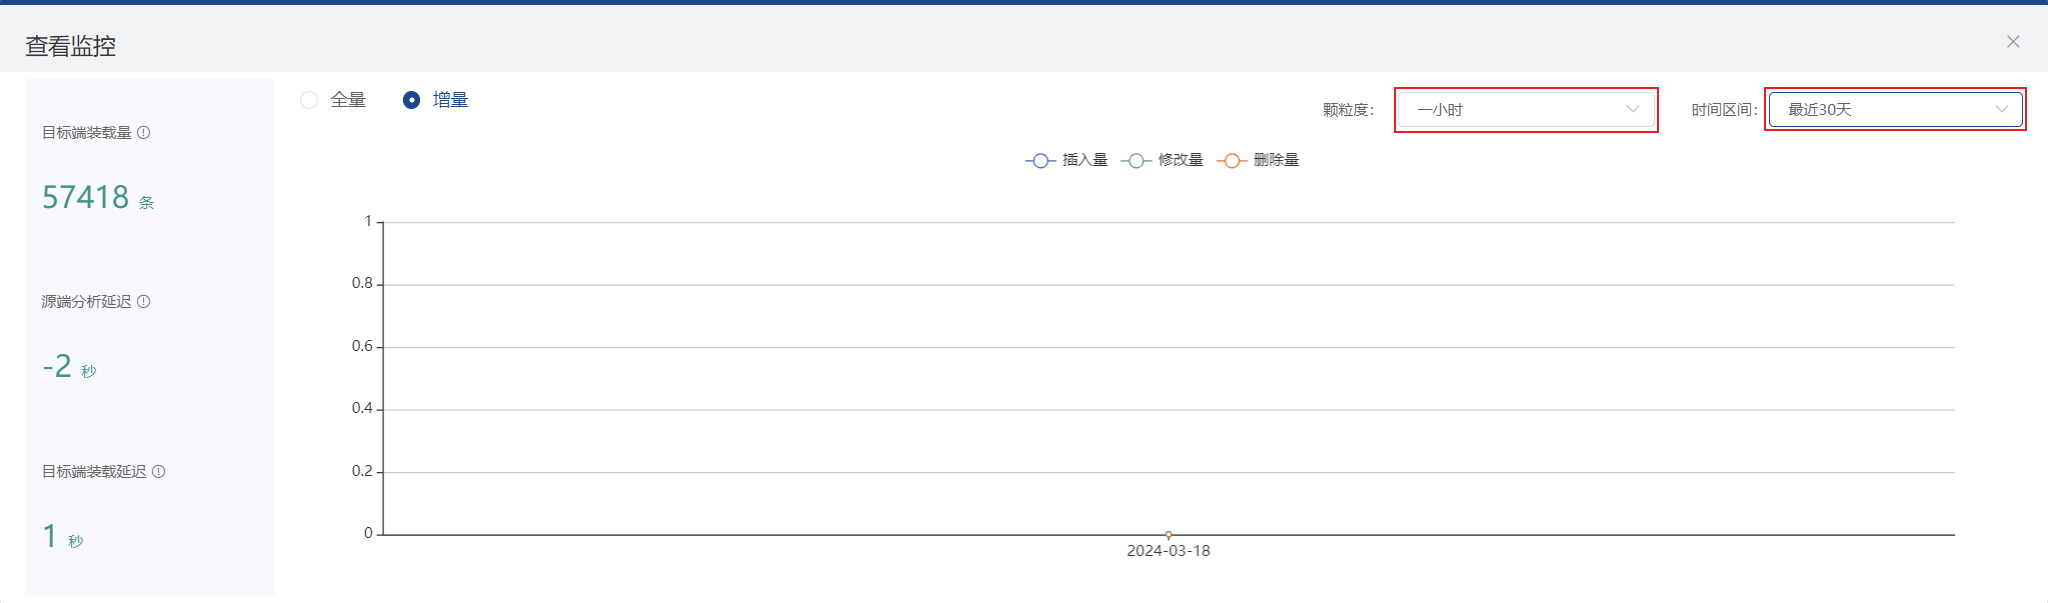 查看监控
全量 增量
颗粒度： 一小时 时间区间： 最近30天
目标端装载量
57418 条
源端分析延迟
-2 秒
目标端装载延迟
1 秒
插入量 修改量 删除量
1
0.8
0.6
0.4
0.2
0
2024-03-18